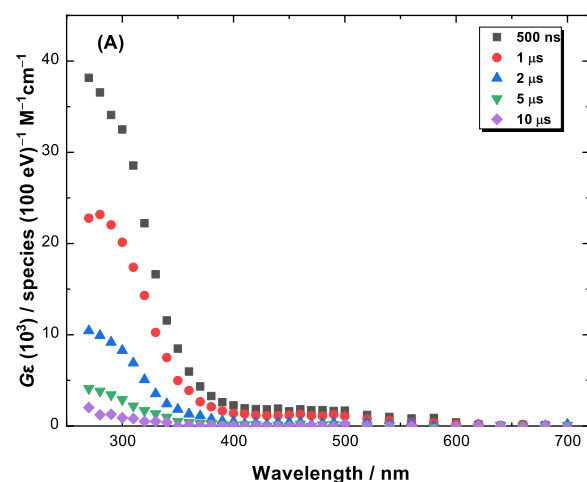 (A)
500 ns
1 μs
2 μs
5 μs
10 μs
40
30
20
10
0
300
400
500
600
700
Gε (10³) / species (100 eV)⁻¹ M⁻¹cm⁻¹
Wavelength / nm